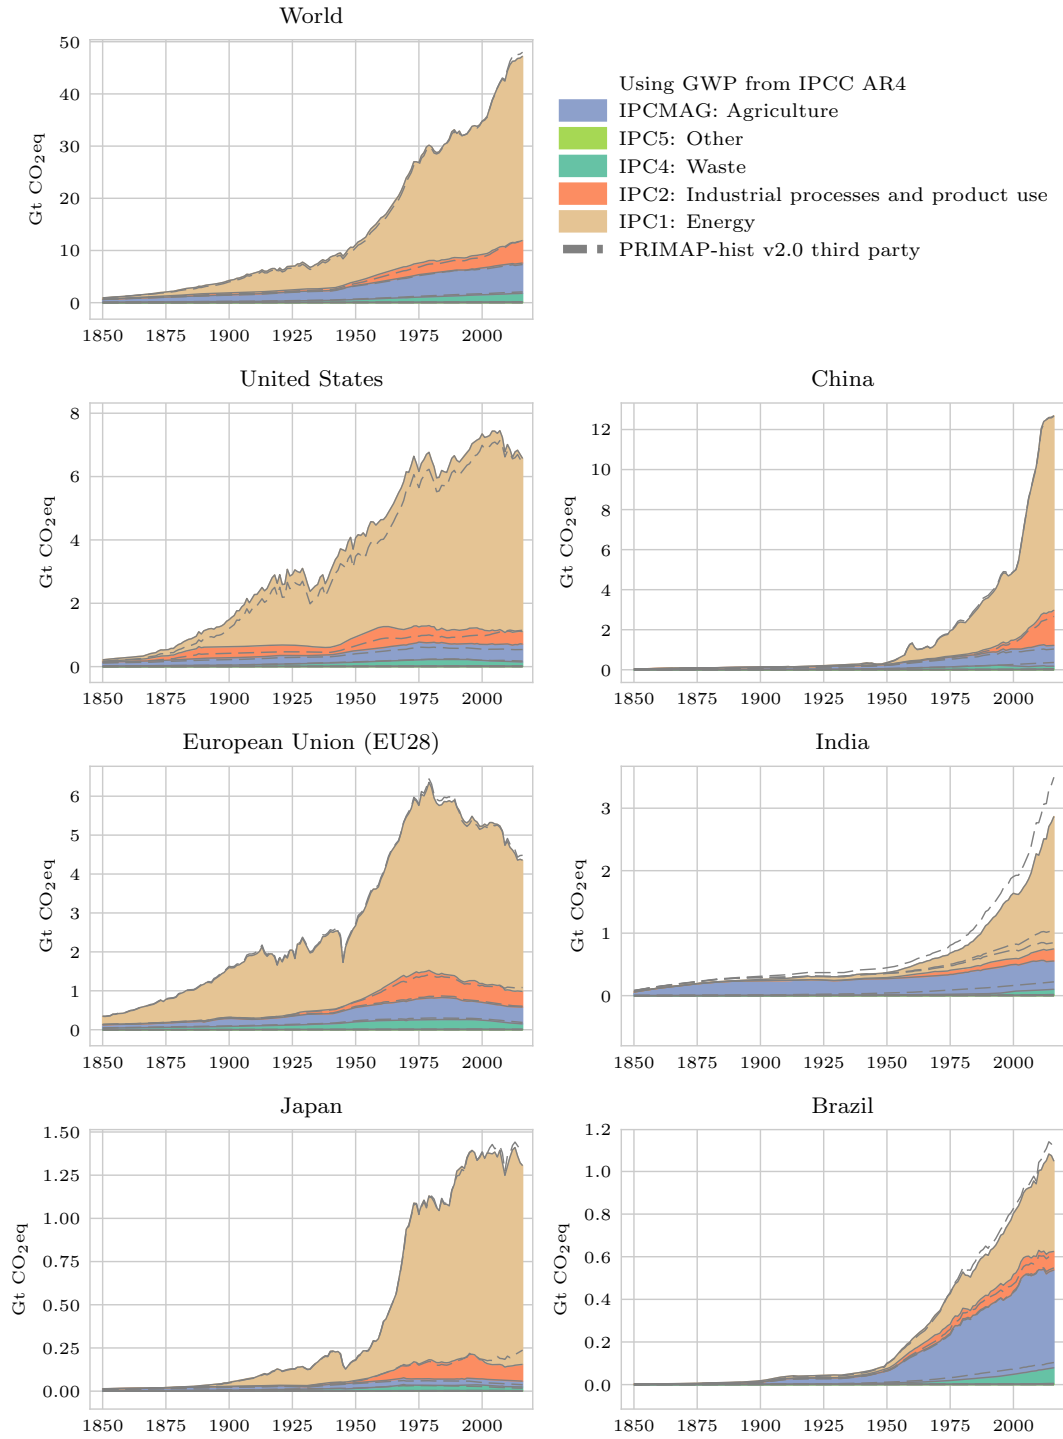 World
Gt CO2eq
50
40
30
20
10
0
1850 1875 1900 1925 1950 1975 2000
Using GWP from IPCC AR4
IPCMAG: Agriculture
IPC5: Other
IPC4: Waste
IPC2: Industrial processes and product use
IPC1: Energy
PRIMAP-hist v2.0 third party
United States
Gt CO2eq
8
6
4
2
0
1850 1875 1900 1925 1950 1975 2000
China
Gt CO2eq
12
10
8
6
4
2
0
1850 1875 1900 1925 1950 1975 2000
European Union (EU28)
Gt CO2eq
6
5
4
3
2
1
0
1850 1875 1900 1925 1950 1975 2000
India
Gt CO2eq
3
2
1
0
1850 1875 1900 1925 1950 1975 2000
Japan
Gt CO2eq
1.50
1.25
1.00
0.75
0.50
0.25
0.00
1850 1875 1900 1925 1950 1975 2000
Brazil
Gt CO2eq
1.2
1.0
0.8
0.6
0.4
0.2
0.0
1850 1875 1900 1925 1950 1975 2000